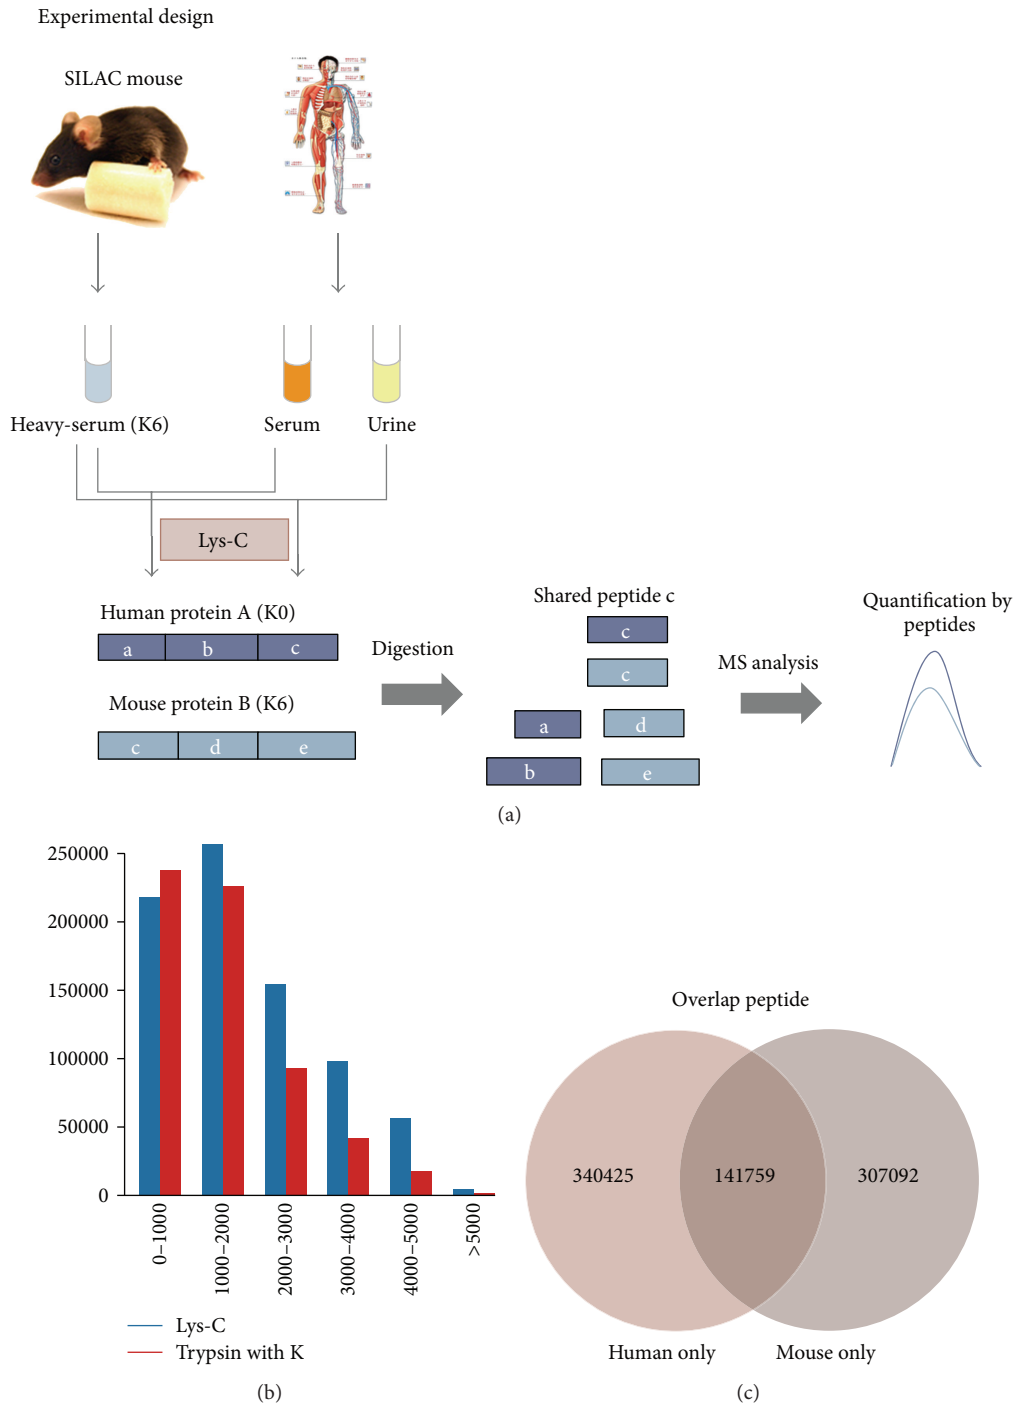 Experimental design
SILAC mouse
Heavy-serum (K6)
Serum
Urine
Lys-C
Human protein A (K0)
a
b
c
Mouse protein B (K6)
c
d
e
Digestion
Shared peptide c
c
c
a
d
b
e
MS analysis
Quantification by
peptides
(a)
250000
200000
150000
100000
50000
0
0–1000
1000–2000
2000–3000
3000–4000
4000–5000
>5000
Lys-C
Trypsin with K
(b)
Overlap peptide
340425
141759
307092
Human only
Mouse only
(c)